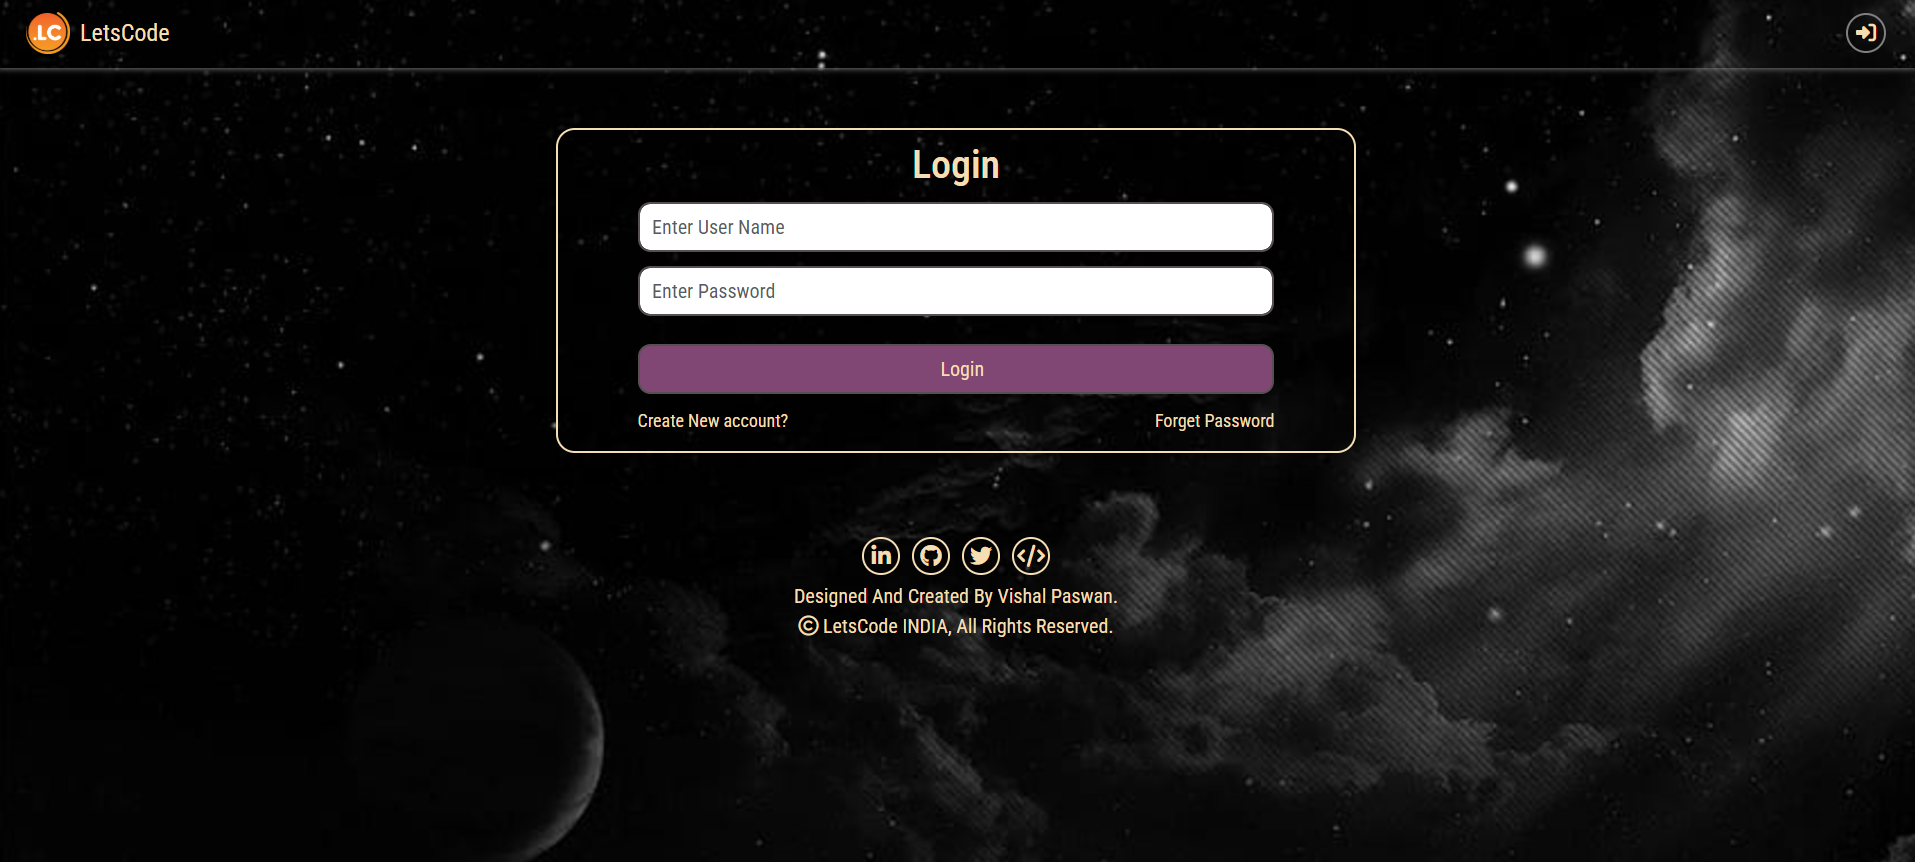 .LC LetsCode
Login
Enter User Name
Enter Password
Login
Create New account? Forget Password
in </>
Designed And Created By Vishal Paswan.
© LetsCode INDIA, All Rights Reserved.